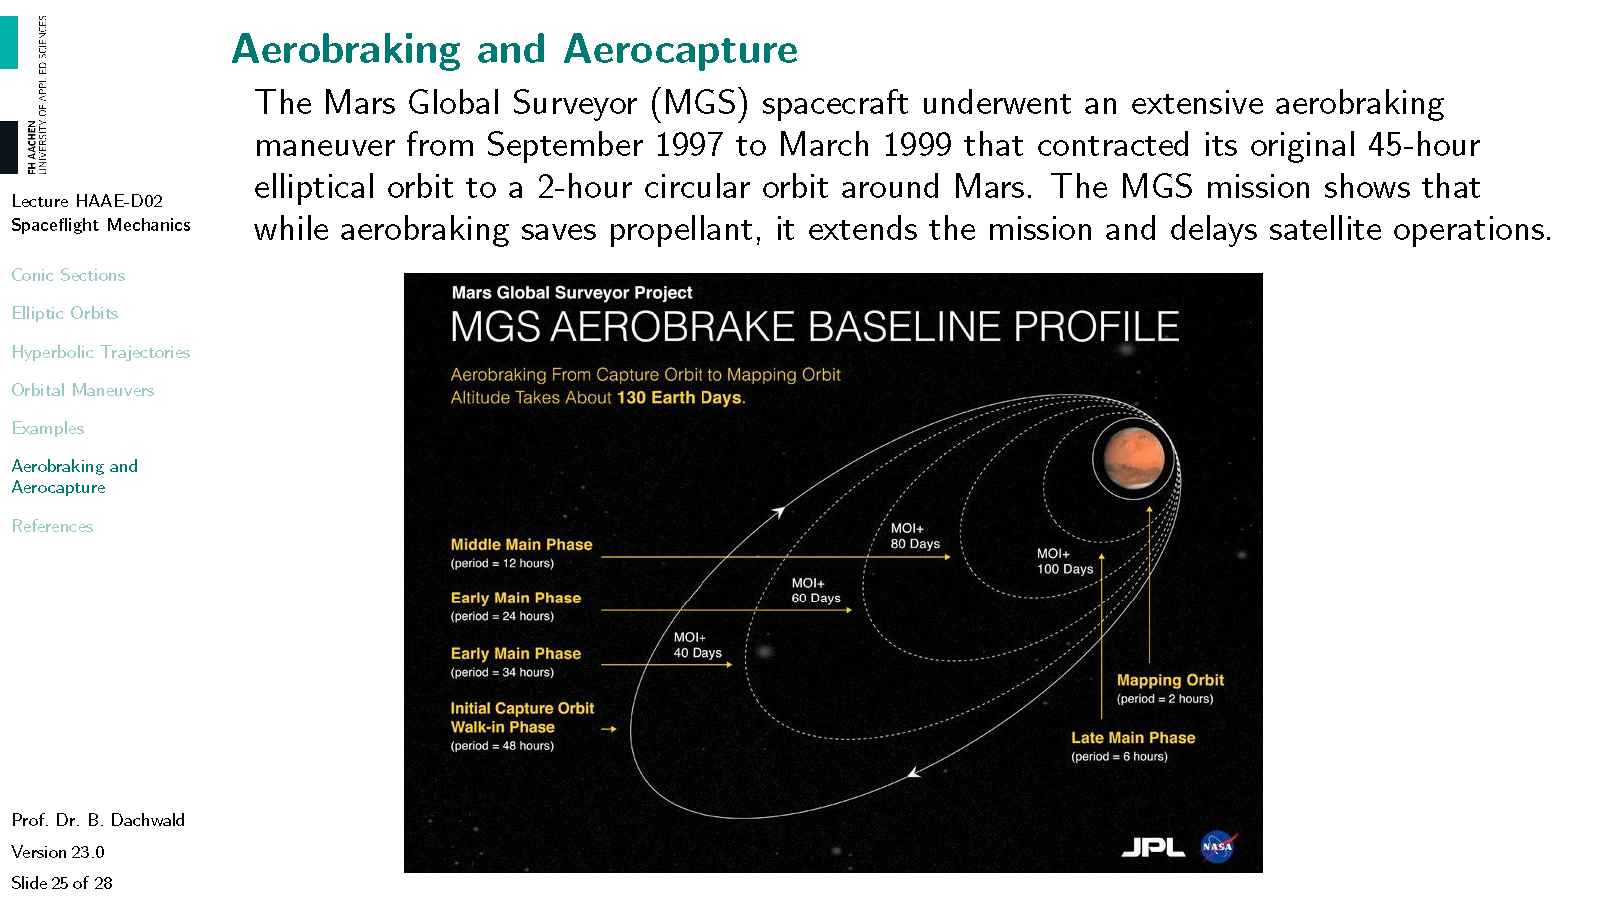 FH AACHEN
UNIVERSITY OF APPLIED SCIENCES
Lecture HAAE-D02
Spaceflight Mechanics
Conic Sections
Elliptic Orbits
Hyperbolic Trajectories
Orbital Maneuvers
Examples
Aerobraking and
Aerocapture
References
Prof. Dr. B. Dachwald
Version 23.0
Slide 25 of 28
Aerobraking and Aerocapture
The Mars Global Surveyor (MGS) spacecraft underwent an extensive aerobraking
maneuver from September 1997 to March 1999 that contracted its original 45-hour
elliptical orbit to a 2-hour circular orbit around Mars. The MGS mission shows that
while aerobraking saves propellant, it extends the mission and delays satellite operations.
Mars Global Surveyor Project
MGS AEROBRAKE BASELINE PROFILE
Aerobraking From Capture Orbit to Mapping Orbit
Altitude Takes About 130 Earth Days.
Middle Main Phase
(period = 12 hours)
MOI+
80 Days
MOI+
100 Days
Early Main Phase
(period = 24 hours)
MOI+
60 Days
Early Main Phase
(period = 34 hours)
MOI+
40 Days
Initial Capture Orbit
Walk-in Phase
(period = 48 hours)
Mapping Orbit
(period = 2 hours)
Late Main Phase
(period = 6 hours)
JPL
NASA